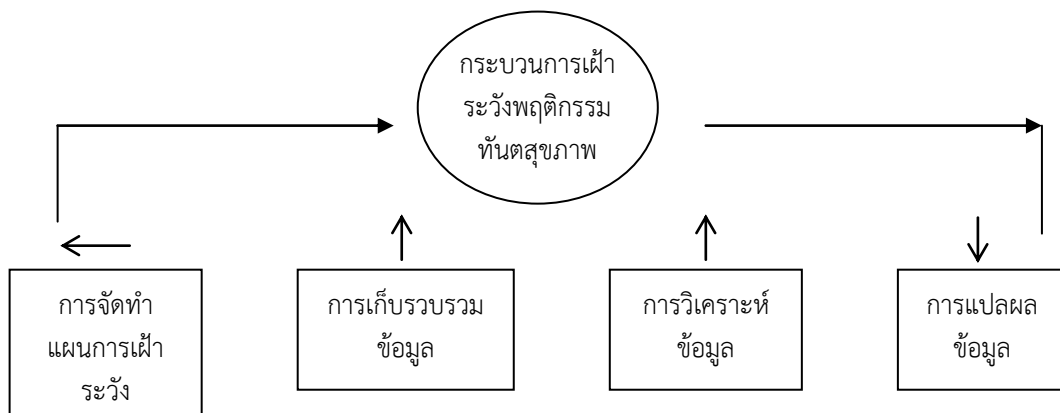 กระบวนการเฝ้า
ระวังพฤติกรรม
ทันตสุขภาพ
การจัดทำ
แผนการเฝ้า
ระวัง
การเก็บรวบรวม
ข้อมูล
การวิเคราะห์
ข้อมูล
การแปลผล
ข้อมูล